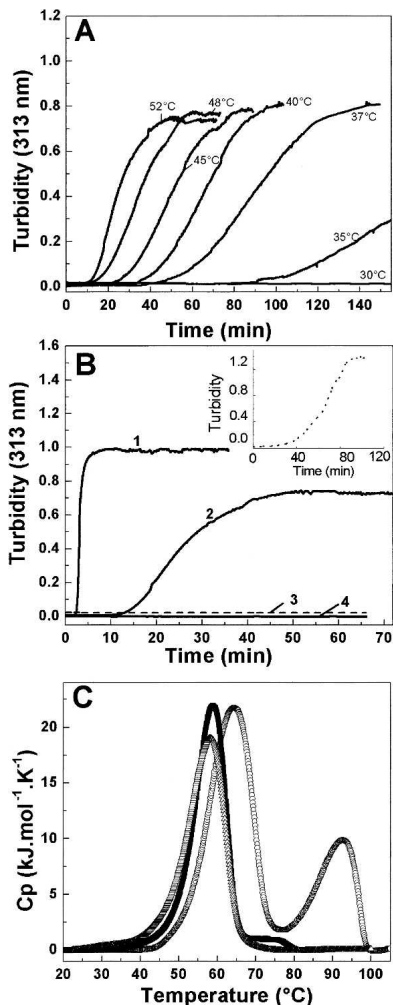 A
Turbidity (313 nm)
1.2
1.0
0.8
0.6
0.4
0.2
0.0
52°C
48°C
40°C
37°C
45°C
35°C
30°C
0 20 40 60 80 100 120 140
Time (min)
B
Turbidity (313 nm)
1.6
1.4
1.2
1.0
0.8
0.6
0.4
0.2
0.0
1
2
3
4
Turbidity
1.2
0.8
0.4
0.0
0 40 80 120
Time (min)
0 10 20 30 40 50 60 70
Time (min)
C
Cp (kJ.mol⁻¹.K⁻¹)
20
15
10
5
0
20 30 40 50 60 70 80 90 100
Temperature (°C)